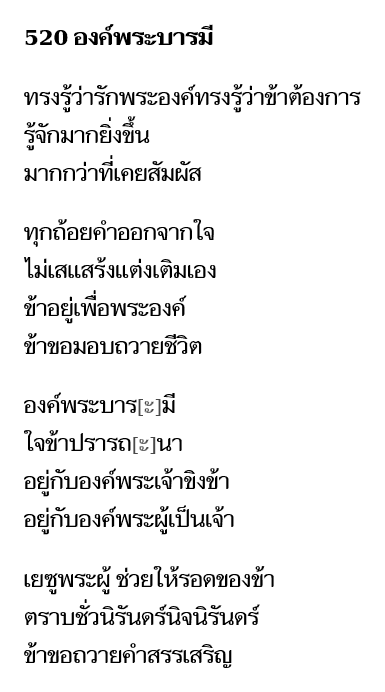 520 องค์พระบารมี
ทรงรู้ว่ารักพระองค์ทรงรู้ว่าข้าต้องการ
รู้จักมากยิ่งขึ้น
มากกว่าที่เคยสัมผัส
ทุกถ้อยคำออกจากใจ
ไม่เสแสร้งแต่งเติมเอง
ข้าอยู่เพื่อพระองค์
ข้าขอมอบถวายชีวิต
องค์พระบาร[ะ]มี
ใจข้าปรารถ[ะ]นา
อยู่กับองค์พระเจ้าขิงข้า
อยู่กับองค์พระผู้เป็นเจ้า
เยซูพระผู้ ช่วยให้รอดของข้า
ตราบชั่วนิรันดร์นิจนิรันดร์
ข้าขอถวายคำสรรเสริญ